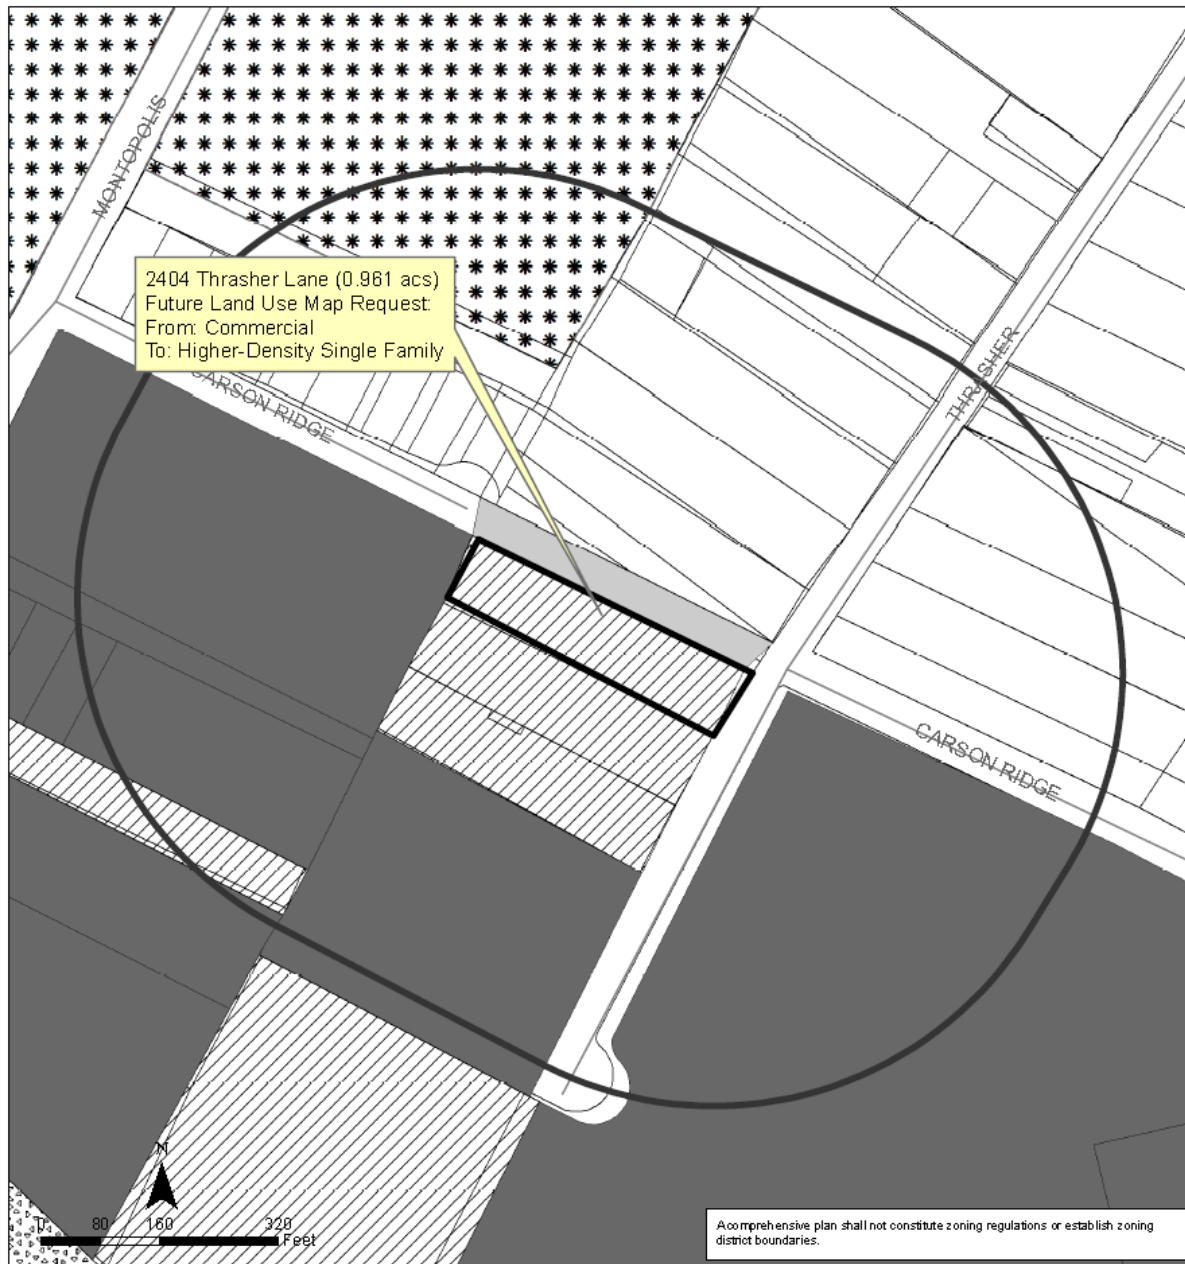 MONTOPOLIS
2404 Thrasher Lane (0.961 acs)
Future Land Use Map Request:
From: Commercial
To: Higher-Density Single Family
CARSON RIDGE
THRASHER
CARSON RIDGE
N
0 80 160 320
Feet
A comprehensive plan shall not constitute zoning regulations or establish zoning
district boundaries.